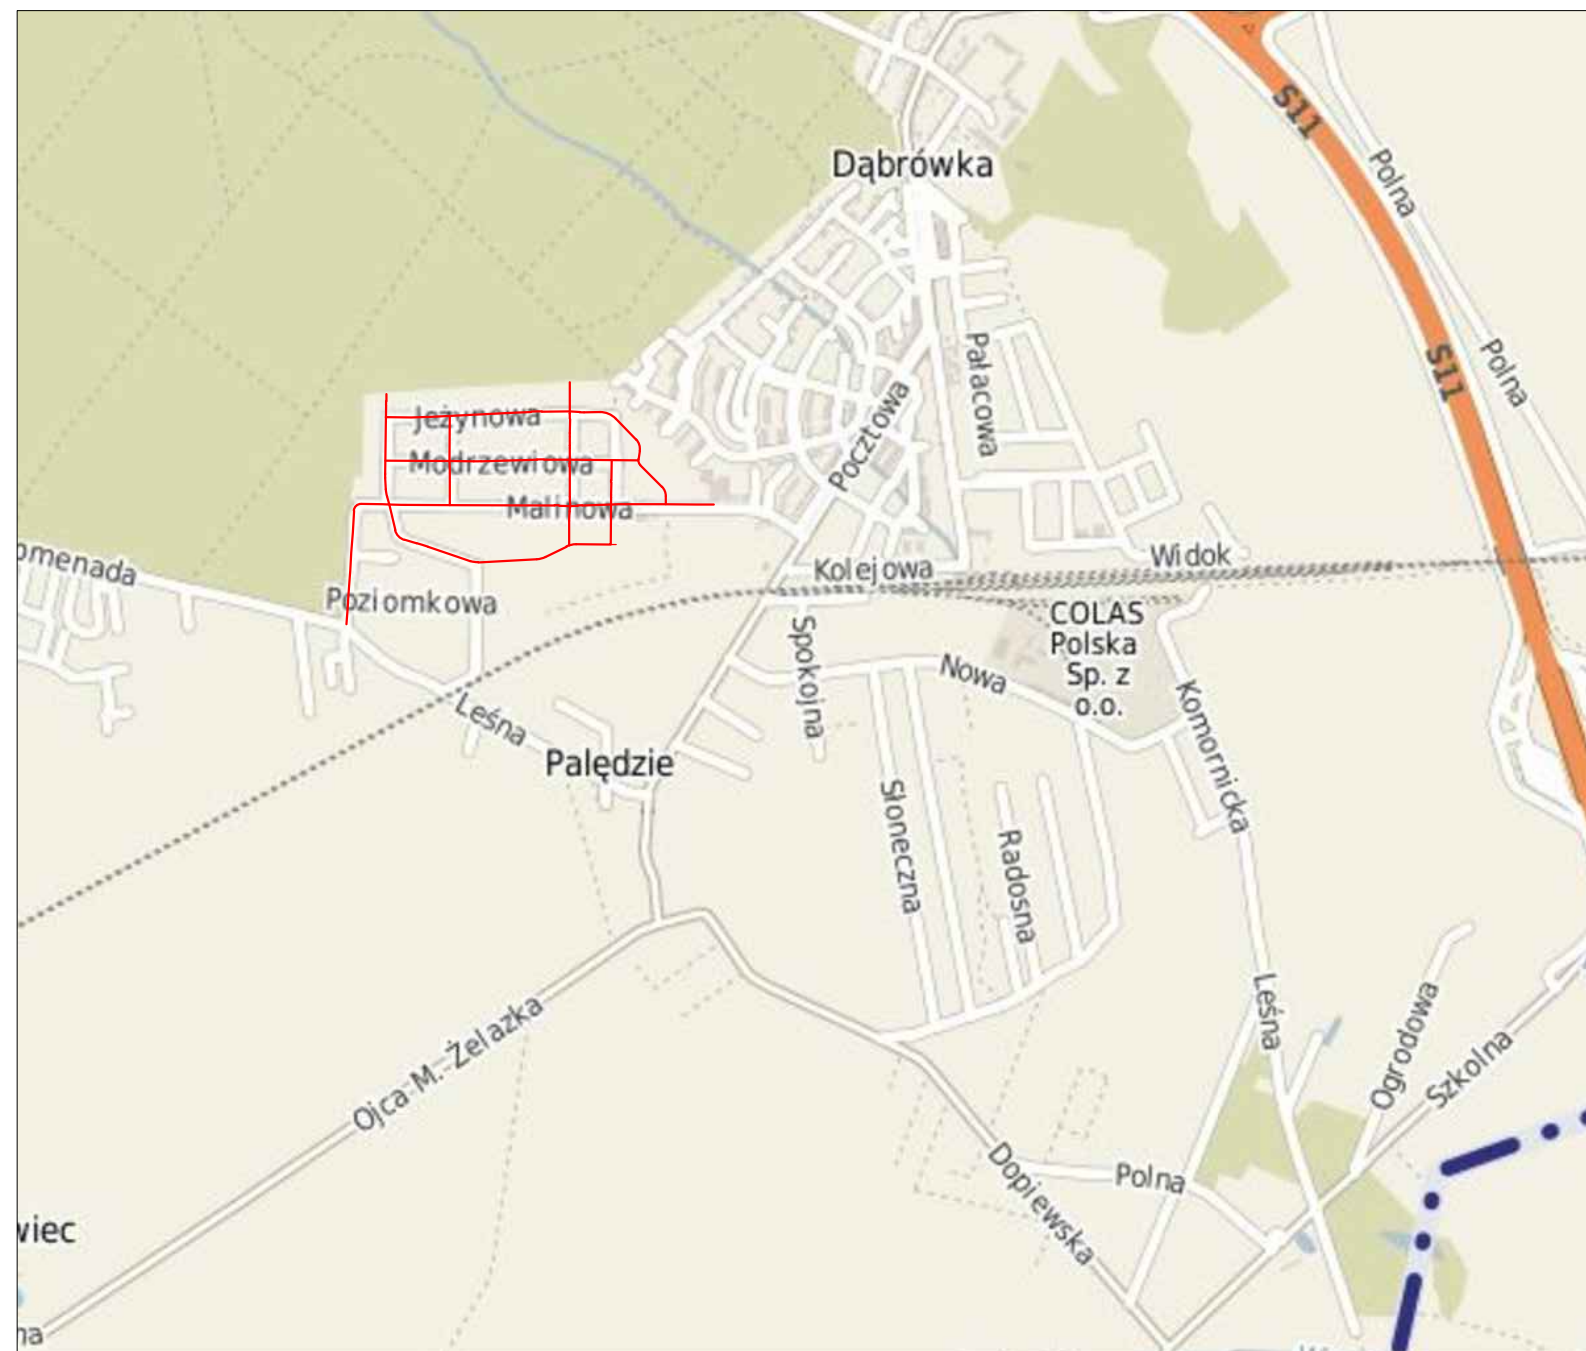 S11
Polna
Dąbrówka
Polna
S11
Pałacowa
Pocztowa
Jeżynowa
Modrzewiowa
Malinowa
Widok
omenada
Kolejowa
Poziomkowa
COLAS
Polska
Sp. z
o.o.
Spokojna
Nowa
Leśna
Komornicka
Palędzie
Słoneczna
Radosna
Leśna
Ogrodowa
Szkolna
Ojca M. Żelazka
Dopiewska
Polna
wiec
na